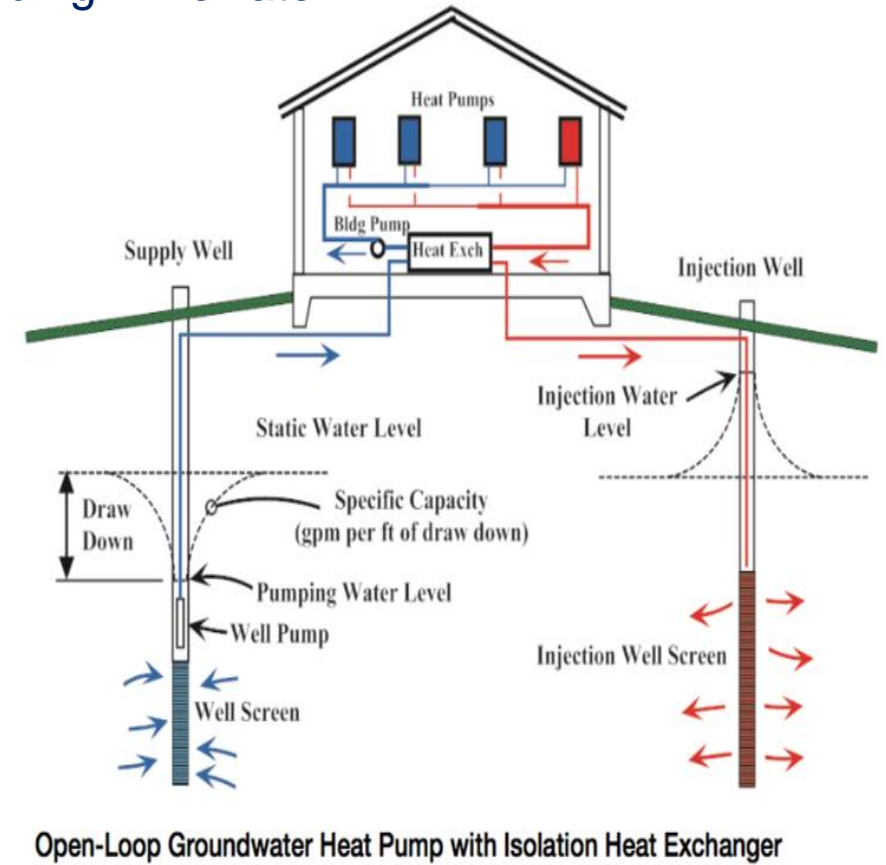 Heat Pumps
Bldg Pump
Heat Exch
Supply Well
Injection Well
Injection Water
Level
Static Water Level
Draw
Down
Specific Capacity
(gpm per ft of draw down)
Pumping Water Level
Well Pump
Injection Well Screen
Well Screen
Open-Loop Groundwater Heat Pump with Isolation Heat Exchanger